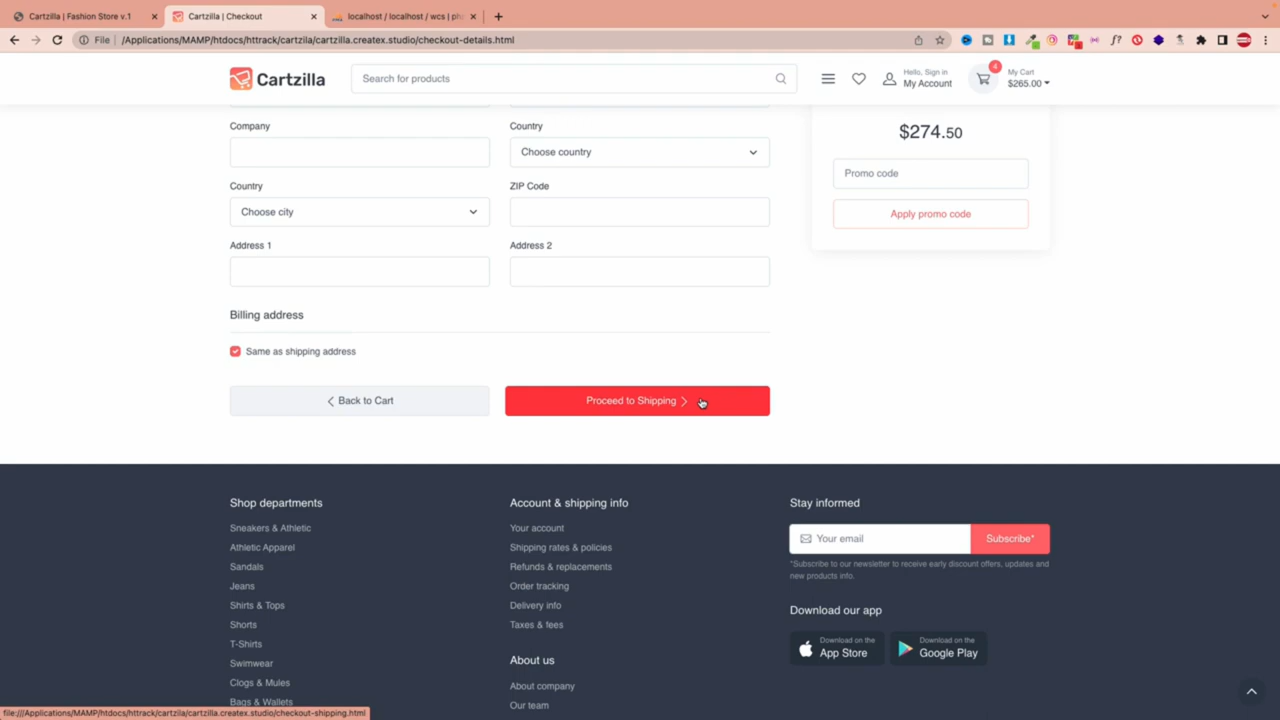 Cartzilla | Fashion Store v.1
Cartzilla | Checkout
localhost / localhost / wcs | ph
File
/Applications/MAMP/htdocs/httrack/cartzila/cartzilla.createx.studio/checkout-details.html
Cartzilla
Search for products
Hello, Sign in
My Account
4
My Cart
$265.00
Company
Country
Choose country
$274.50
Promo code
Country
ZIP Code
Choose city
Apply promo code
Address 1
Address 2
Billing address
Same as shipping address
Back to Cart
Proceed to Shipping
Shop departments
Sneakers & Athletic
Athletic Apparel
Sandals
Jeans
Shirts & Tops
Shorts
T-Shirts
Swimwear
Clogs & Mules
Bags & Wallets
Account & shipping info
Your account
Shipping rates & policies
Refunds & replacements
Order tracking
Delivery info
Taxes & fees
About us
About company
Our team
Stay informed
Your email
Subscribe*
*Subscribe to our newsletter to receive early discount offers, updates and
new products info.
Download our app
Download on the
App Store
Download on the
Google Play
file:///Applications/MAMP/htdocs/httrack/cartzila/cartzilla.createx.studio/checkout-shipping.html